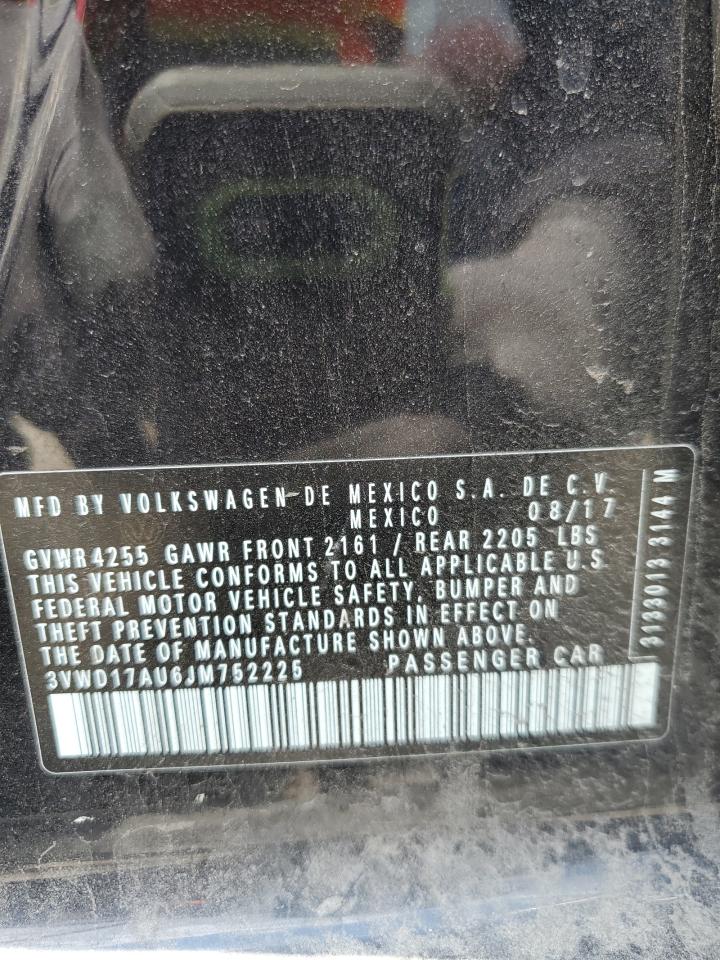 MFD BY VOLKSWAGEN DE MEXICO S.A. DE C.V.
MEXICO 08/17
GVWR 4255 GAWR FRONT 2161 / REAR 2205 LBS
THIS VEHICLE CONFORMS TO ALL APPLICABLE U.S.
FEDERAL MOTOR VEHICLE SAFETY, BUMPER AND
THEFT PREVENTION STANDARDS IN EFFECT ON
THE DATE OF MANUFACTURE SHOWN ABOVE.
3VWD17AU6JM752225 PASSENGER CAR
3133013 3144 M